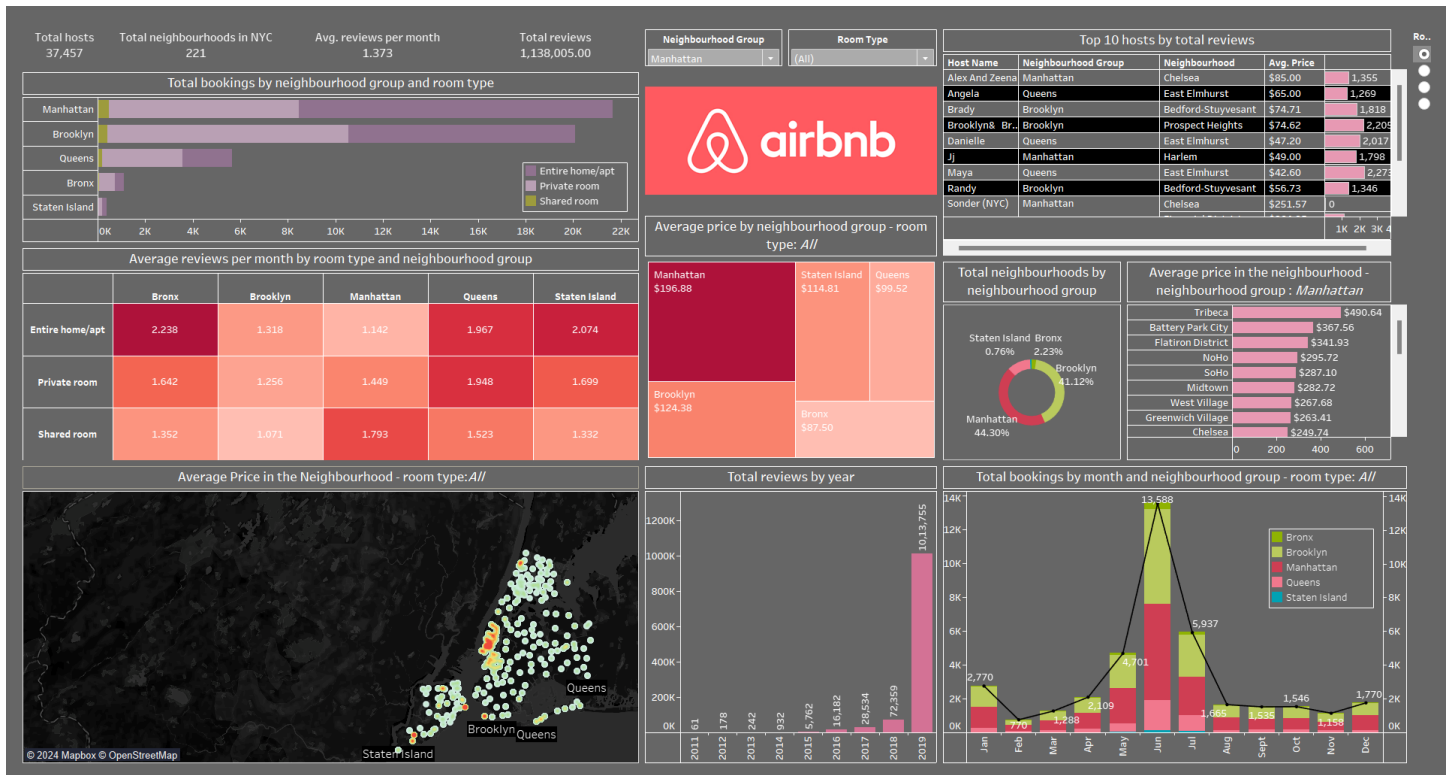 Total hosts
37,457
Total neighbourhoods in NYC
221
Avg. reviews per month
1.373
Total reviews
1,138,005.00
Neighbourhood Group
Manhattan
Room Type
(All)
Top 10 hosts by total reviews
Ro..
Host Name Neighbourhood Group Neighbourhood Avg. Price
Alex And Zeena Manhattan Chelsea $85.00 1,355
Angela Queens East Elmhurst $65.00 1,269
Brady Brooklyn Bedford-Stuyvesant $74.71 1,818
Brooklyn& Br.. Brooklyn Prospect Heights $74.62 2,205
Danielle Queens East Elmhurst $47.20 2,017
Jj Manhattan Harlem $49.00 1,798
Maya Queens East Elmhurst $42.60 2,273
Randy Brooklyn Bedford-Stuyvesant $56.73 1,346
Sonder (NYC) Manhattan Chelsea $251.57 0
1K 2K 3K 4
Total bookings by neighbourhood group and room type
Manhattan
Brooklyn
Queens
Bronx
Staten Island
Entire home/apt
Private room
Shared room
0K 2K 4K 6K 8K 10K 12K 14K 16K 18K 20K 22K
airbnb
Average reviews per month by room type and neighbourhood group
Bronx Brooklyn Manhattan Queens Staten Island
Entire home/apt 2.238 1.318 1.142 1.967 2.074
Private room 1.642 1.256 1.449 1.948 1.699
Shared room 1.352 1.071 1.793 1.523 1.332
Average price by neighbourhood group - room
type: All
Manhattan
$196.88
Staten Island
$114.81
Queens
$99.52
Brooklyn
$124.38
Bronx
$87.50
Total neighbourhoods by
neighbourhood group
Staten Island
0.76%
Bronx
2.23%
Brooklyn
41.12%
Manhattan
44.30%
Average price in the neighbourhood -
neighbourhood group : Manhattan
Tribeca $490.64
Battery Park City $367.56
Flatiron District $341.93
NoHo $295.72
SoHo $287.10
Midtown $282.72
West Village $267.68
Greenwich Village $263.41
Chelsea $249.74
0 200 400 600
Average Price in the Neighbourhood - room type:All
Queens
Brooklyn
Queens
Staten Island
© 2024 Mapbox © OpenStreetMap
Total reviews by year
1200K
1000K
800K
600K
400K
200K
0K
61
178
242
932
5,762
16,182
28,534
72,359
10,13,755
2011 2012 2013 2014 2015 2016 2017 2018 2019
Total bookings by month and neighbourhood group - room type: All
14K 14K
12K 12K
10K 10K
8K 8K
6K 6K
4K 4K
2K 2K
0K 0K
2,770
770
1,288
2,109
4,701
13,588
5,937
1,665
1,535
1,546
1,158
1,770
Bronx
Brooklyn
Manhattan
Queens
Staten Island
Jan Feb Mar Apr May Jun Jul Aug Sept Oct Nov Dec